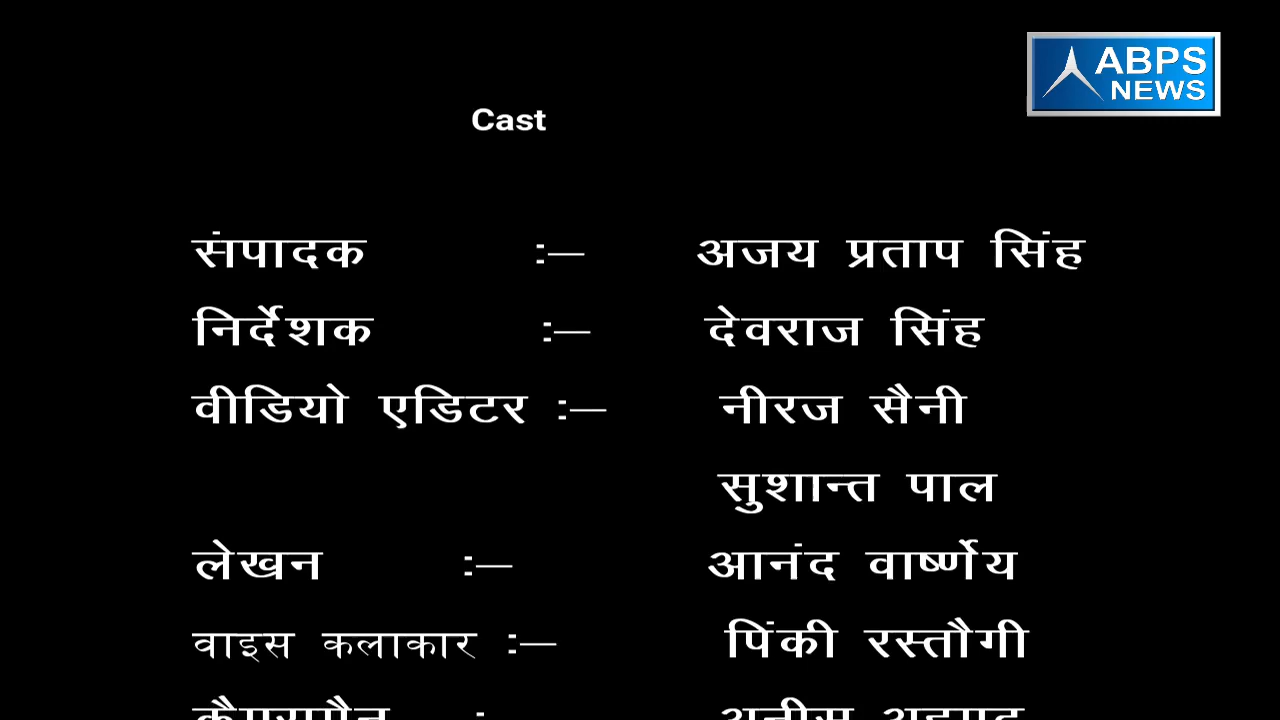 ABPS
NEWS
Cast
संपादक :— अजय प्रताप सिंह
निर्देशक :— देवराज सिंह
वीडियो एडिटर :— नीरज सैनी
सुशान्त पाल
लेखन :— आनंद वार्ष्णेय
वाइस कलाकार :— पिंकी रस्तौगी